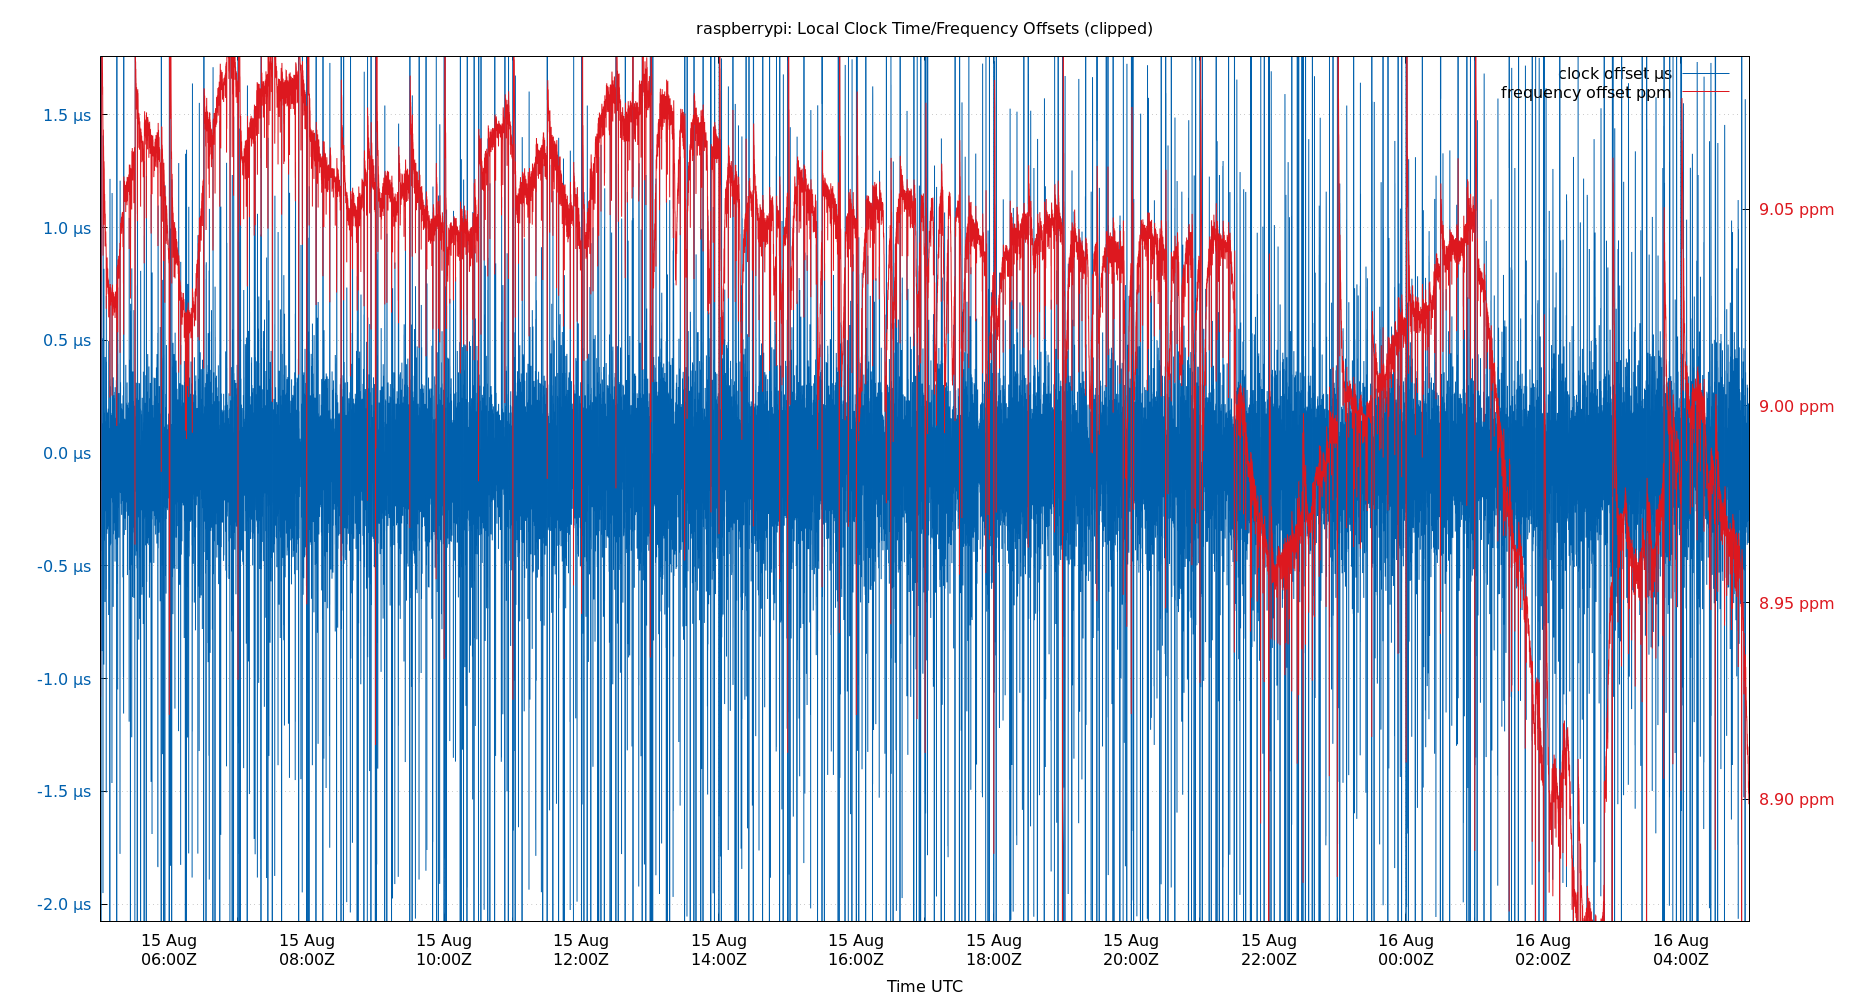 raspberrypi: Local Clock Time/Frequency Offsets (clipped)
clock offset µs
frequency offset ppm
1.5 µs
1.0 µs
0.5 µs
0.0 µs
-0.5 µs
-1.0 µs
-1.5 µs
-2.0 µs
9.05 ppm
9.00 ppm
8.95 ppm
8.90 ppm
15 Aug 15 Aug 15 Aug 15 Aug 15 Aug 15 Aug 15 Aug 15 Aug 15 Aug 16 Aug 16 Aug 16 Aug
06:00Z 08:00Z 10:00Z 12:00Z 14:00Z 16:00Z 18:00Z 20:00Z 22:00Z 00:00Z 02:00Z 04:00Z
Time UTC